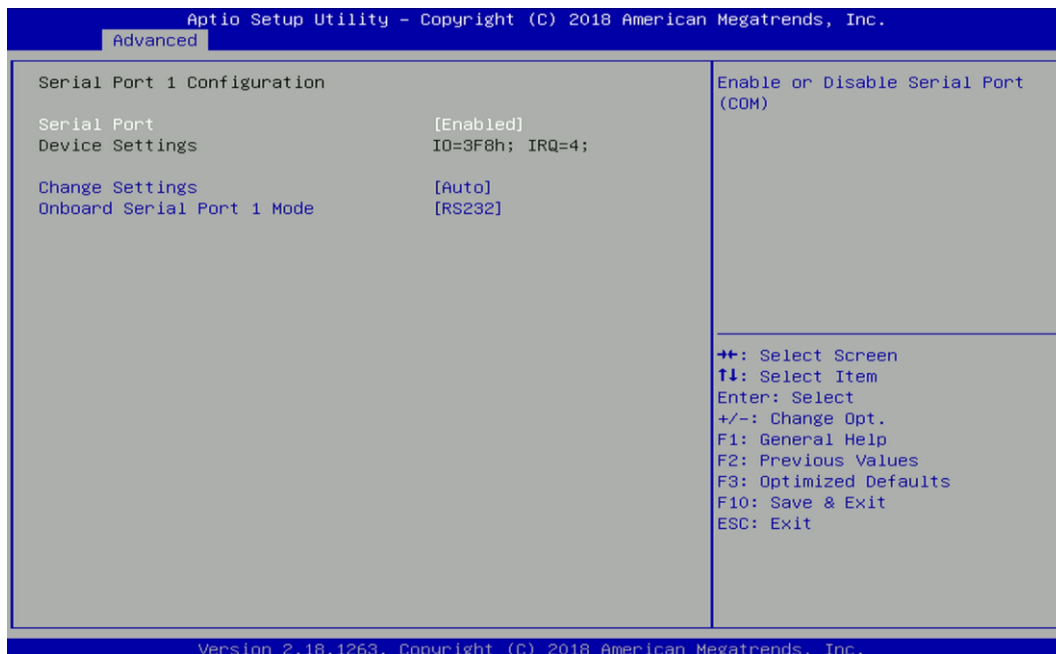 Aptio Setup Utility – Copyright (C) 2018 American Megatrends, Inc.
Advanced
Serial Port 1 Configuration
Serial Port [Enabled]
Device Settings IO=3F8h; IRQ=4;
Change Settings [Auto]
Onboard Serial Port 1 Mode [RS232]
Enable or Disable Serial Port
(COM)
→←: Select Screen
↑↓: Select Item
Enter: Select
+/-: Change Opt.
F1: General Help
F2: Previous Values
F3: Optimized Defaults
F10: Save & Exit
ESC: Exit
Version 2.18.1263. Copyright (C) 2018 American Megatrends, Inc.